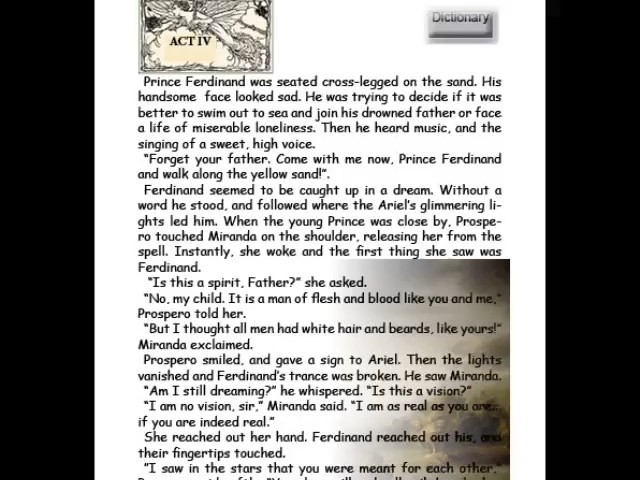 ACT IV
Dictionary
Prince Ferdinand was seated cross-legged on the sand. His
handsome face looked sad. He was trying to decide if it was
better to swim out to sea and join his drowned father or face
a life of miserable loneliness. Then he heard music, and the
singing of a sweet, high voice.
“Forget your father. Come with me now, Prince Ferdinand
and walk along the yellow sand!”.
Ferdinand seemed to be caught up in a dream. Without a
word he stood, and followed where the Ariel’s glimmering li-
ghts led him. When the young Prince was close by, Prospe-
ro touched Miranda on the shoulder, releasing her from the
spell. Instantly, she woke and the first thing she saw was
Ferdinand.
“Is this a spirit, Father?” she asked.
“No, my child. It is a man of flesh and blood like you and me,”
Prospero told her.
“But I thought all men had white hair and beards, like yours!”
Miranda exclaimed.
Prospero smiled, and gave a sign to Ariel. Then the lights
vanished and Ferdinand’s trance was broken. He saw Miranda.
“Am I still dreaming?” he whispered. “Is this a vision?”
“I am no vision, sir,” Miranda said. “I am as real as you are...
if you are indeed real.”
She reached out her hand. Ferdinand reached out his, and
their fingertips touched.
“I saw in the stars that you were meant for each other,”